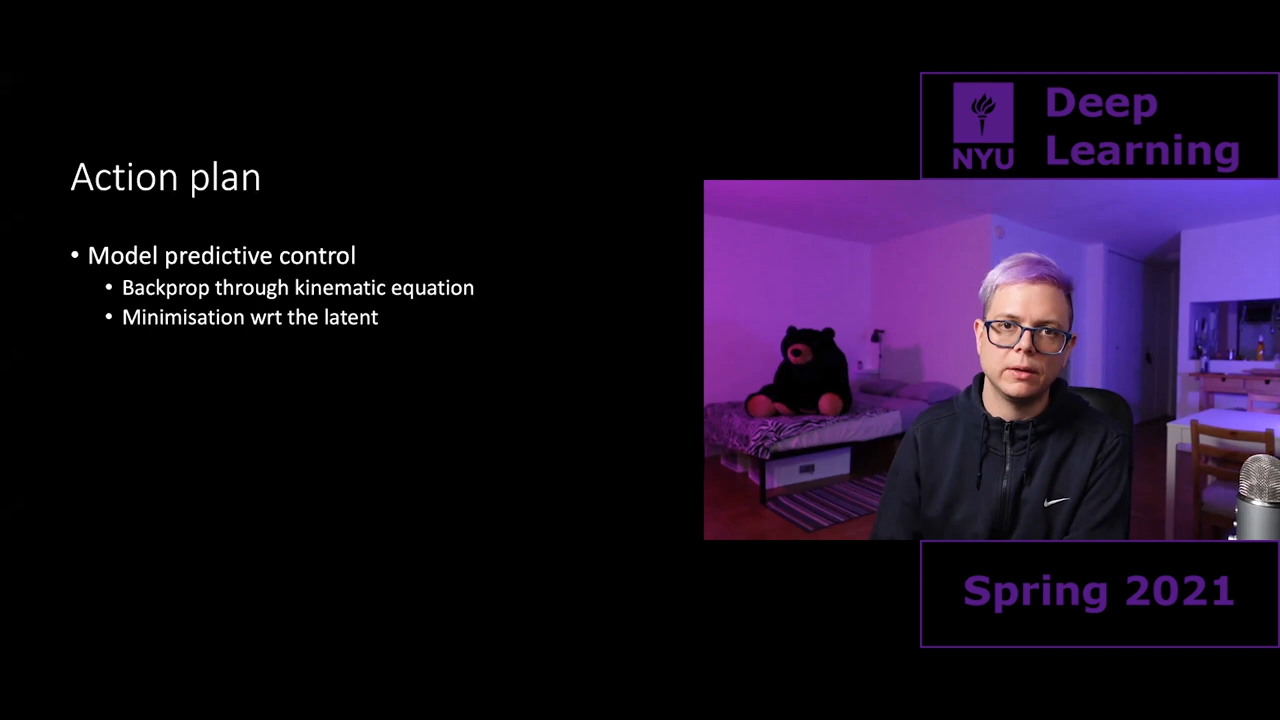 Action plan
• Model predictive control
• Backprop through kinematic equation
• Minimisation wrt the latent
NYU
Deep
Learning
Spring 2021